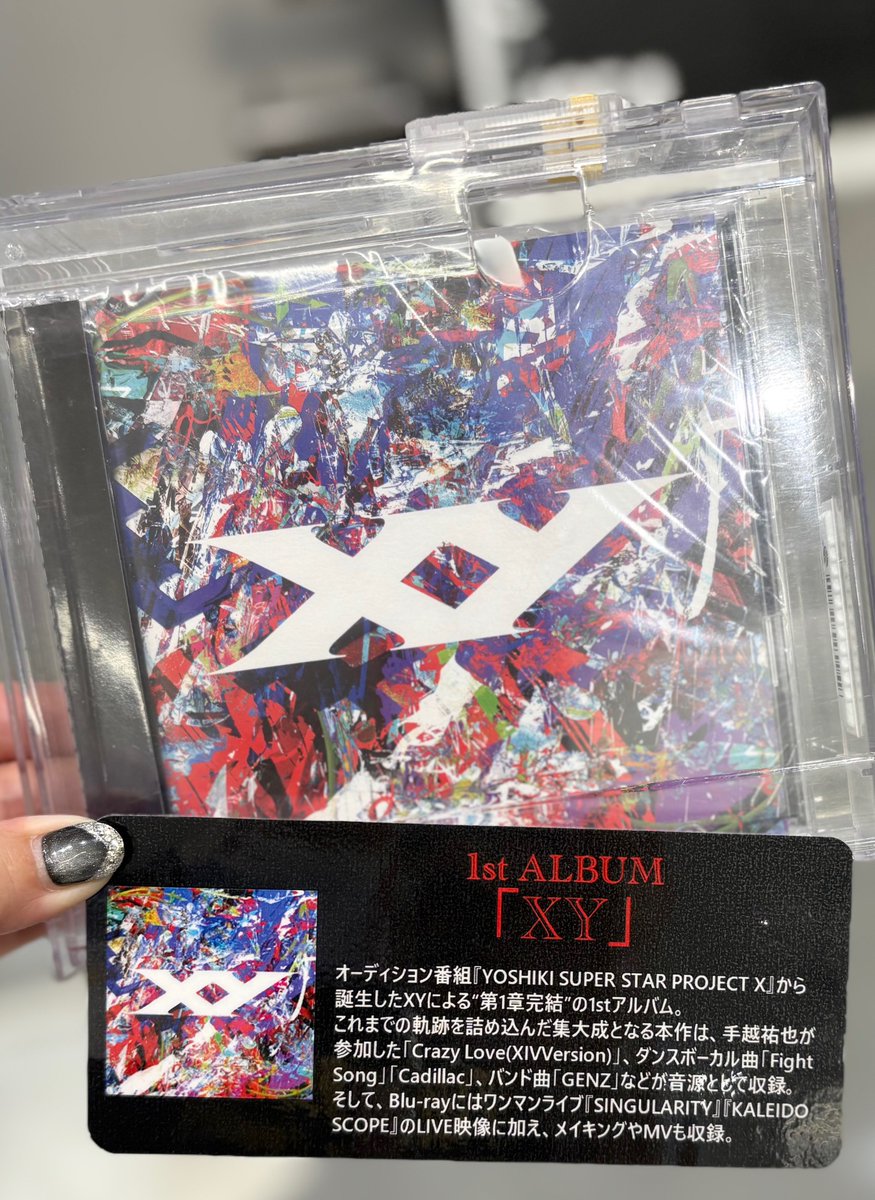 XY
1st ALBUM
「XY」
XY
オーディション番組『YOSHIKI SUPER STAR PROJECT X』から
誕生したXYによる“第1章完結”の1stアルバム。
これまでの軌跡を詰め込んだ集大成となる本作は、手越祐也が
参加した「Crazy Love(XIVVersion)」、ダンスボーカル曲「Fight
Song」「Cadillac」、バンド曲「GENZ」などが音源として収録。
そして、Blu-rayにはワンマンライブ『SINGULARITY』『KALEIDO
SCOPE』のLIVE映像に加え、メイキングやMVも収録。